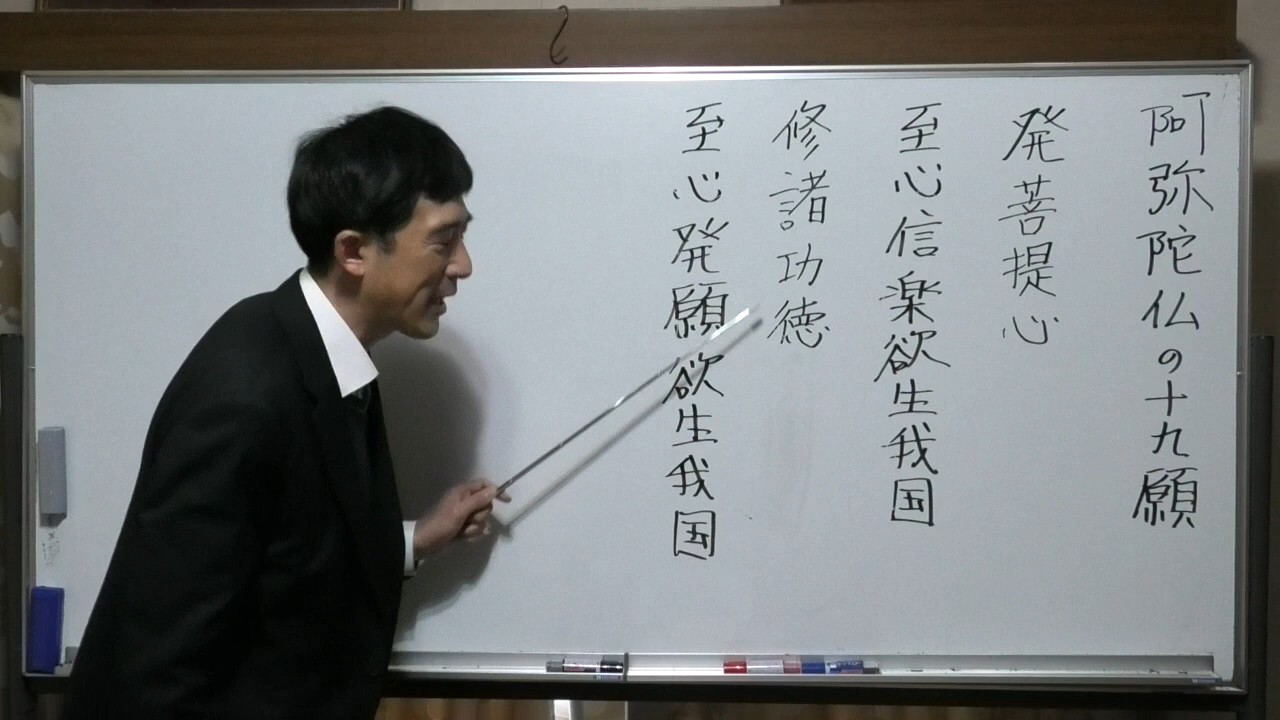 阿弥陀仏の十九願
発菩提心
至心信楽欲生我国
修諸功徳
至心発願欲生我国